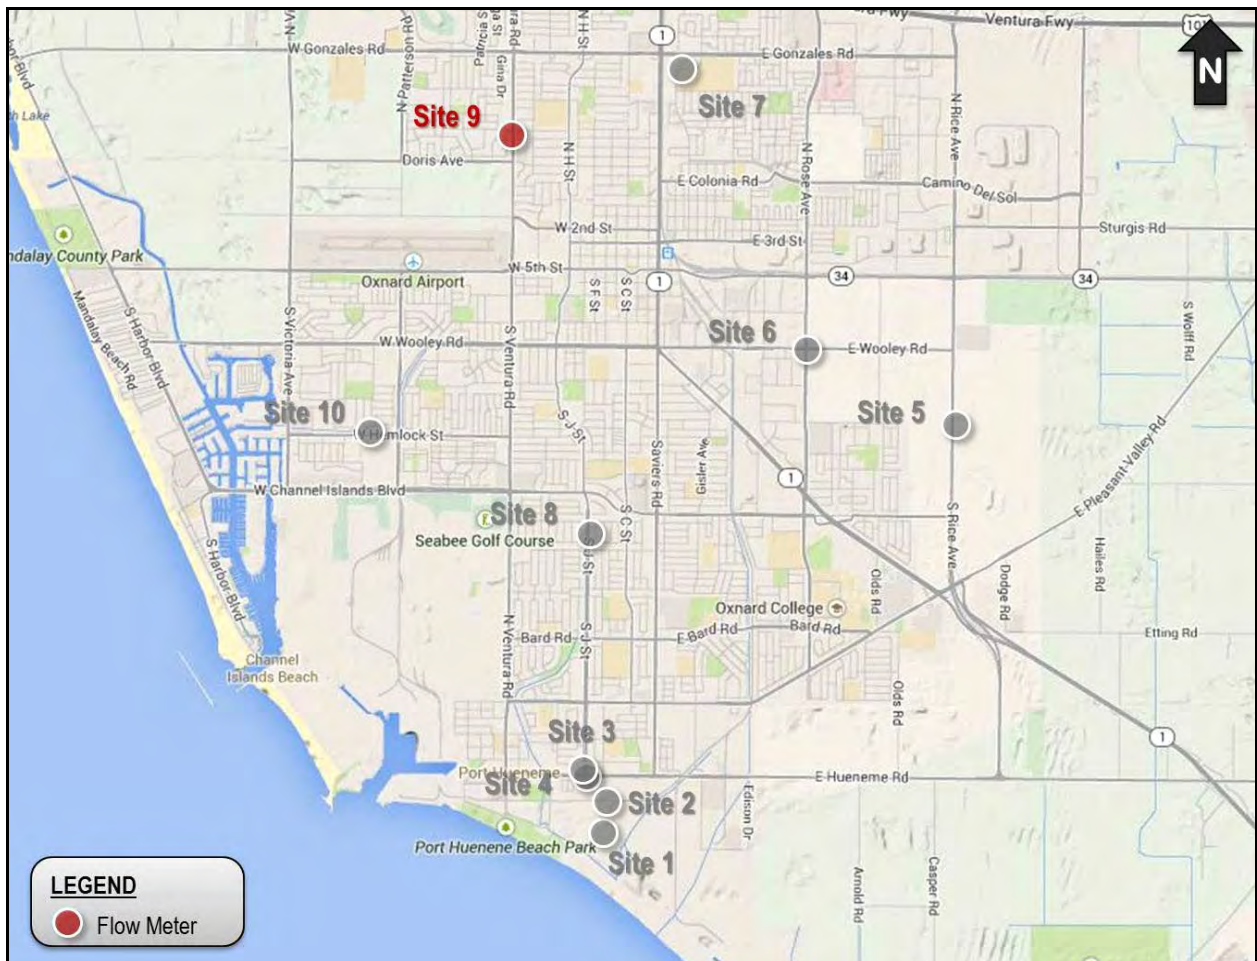 Ventura Fwy
101
N
W Gonzales Rd
N Patterson Rd
Gina Dr
N H St
1
E Gonzales Rd
Site 7
Site 9
Doris Ave
N H St
E Colonia Rd
N Rose Ave
N Rice Ave
Camino Del Sol
W 2nd St
E 3rd St
Sturgis Rd
ndalay County Park
Oxnard Airport
W 5th St
1
34
34
S F St
S C St
S Harbor Blvd
Mandalay Beach Rd
S Victoria Ave
W Wooley Rd
S Ventura Rd
Site 6
E Wooley Rd
S Wolff Rd
Site 10
W Hemlock St
S J St
Saviers Rd
Gisler Ave
Site 5
E Pleasant Valley Rd
W Channel Islands Blvd
1
Site 8
Seabee Golf Course
S J St
S C St
S Rice Ave
S Harbor Blvd
Hailes Rd
Olds Rd
Dodge Rd
Oxnard College
N Ventura Rd
Bard Rd
S J St
E Bard Rd
Bard Rd
Etting Rd
Channel
Islands Beach
Olds Rd
1
Site 3
Port Hueneme
Site 4
E Hueneme Rd
Site 2
Edison Dr
Port Huenene Beach Park
Site 1
Arnold Rd
Casper Rd
LEGEND
Flow Meter